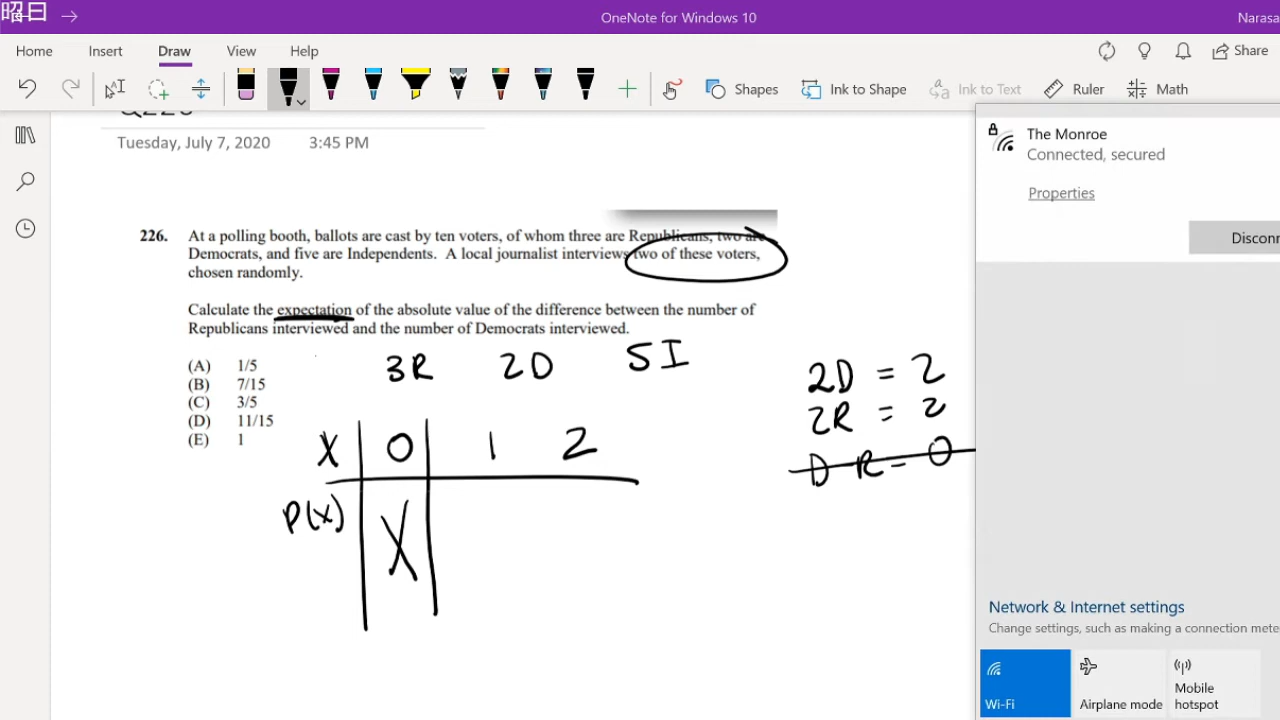 昭日
OneNote for Windows 10
Narasa
Home Insert Draw View Help
Share
Shapes Ink to Shape Ink to Text Ruler Math
Tuesday, July 7, 2020 3:45 PM
The Monroe
Connected, secured
Properties
Disconn
226. At a polling booth, ballots are cast by ten voters, of whom three are Republicans, two are
Democrats, and five are Independents. A local journalist interviews two of these voters,
chosen randomly.
Calculate the expectation of the absolute value of the difference between the number of
Republicans interviewed and the number of Democrats interviewed.
(A) 1/5
(B) 7/15
(C) 3/5
(D) 11/15
(E) 1
3R 2D 5I
2D = 2
2R = 2
D R = 0
X 0 1 2
P(X) X
Network & Internet settings
Change settings, such as making a connection mete
Wi-Fi
Airplane mode
Mobile
hotspot